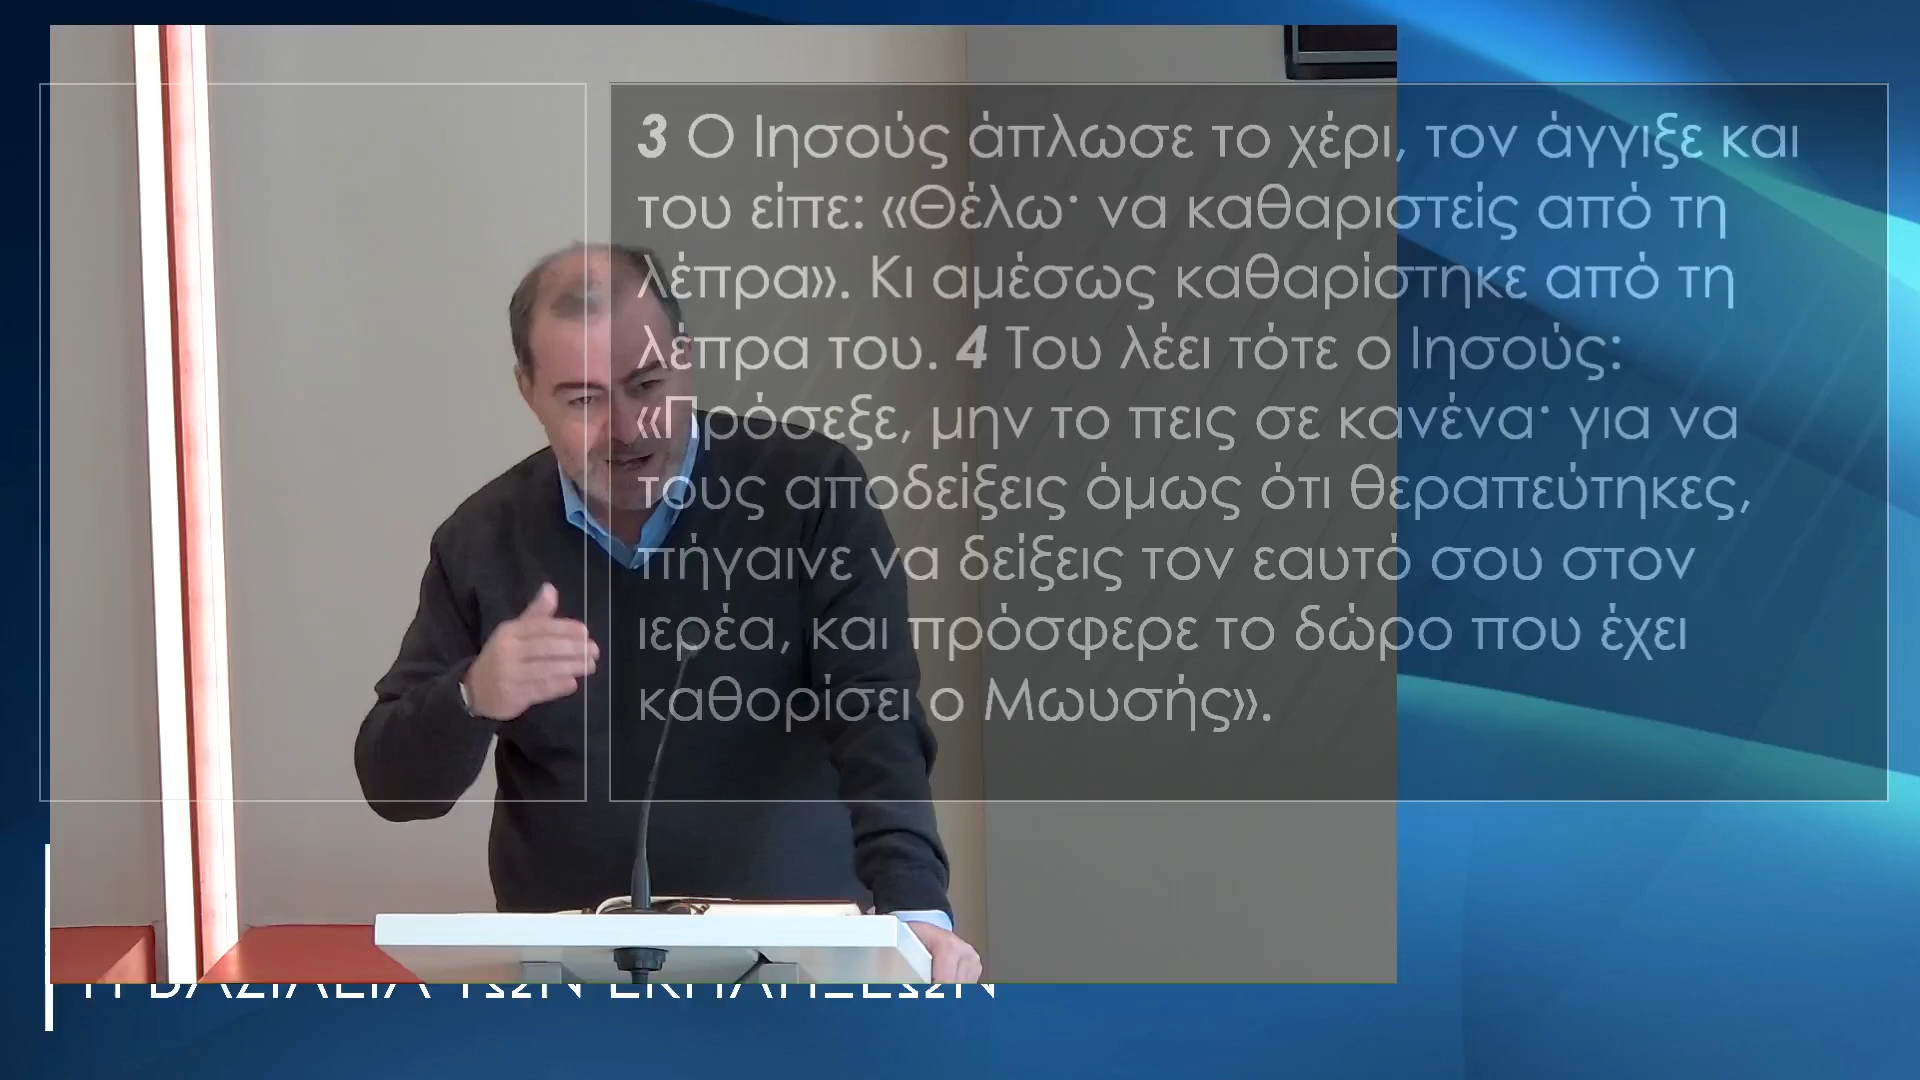 3 Ο Ιησούς άπλωσε το χέρι, τον άγγιξε και
του είπε: «Θέλω· να καθαριστείς από τη
λέπρα». Κι αμέσως καθαρίστηκε από τη
λέπρα του. 4 Του λέει τότε ο Ιησούς:
«Πρόσεξε, μην το πεις σε κανένα· για να
τους αποδείξεις όμως ότι θεραπεύτηκες,
πήγαινε να δείξεις τον εαυτό σου στον
ιερέα, και πρόσφερε το δώρο που έχει
καθορίσει ο Μωυσής».
Η ΒΑΣΙΛΕΙΑ ΤΩΝ ΕΚΠΛΗΞΕΩΝ